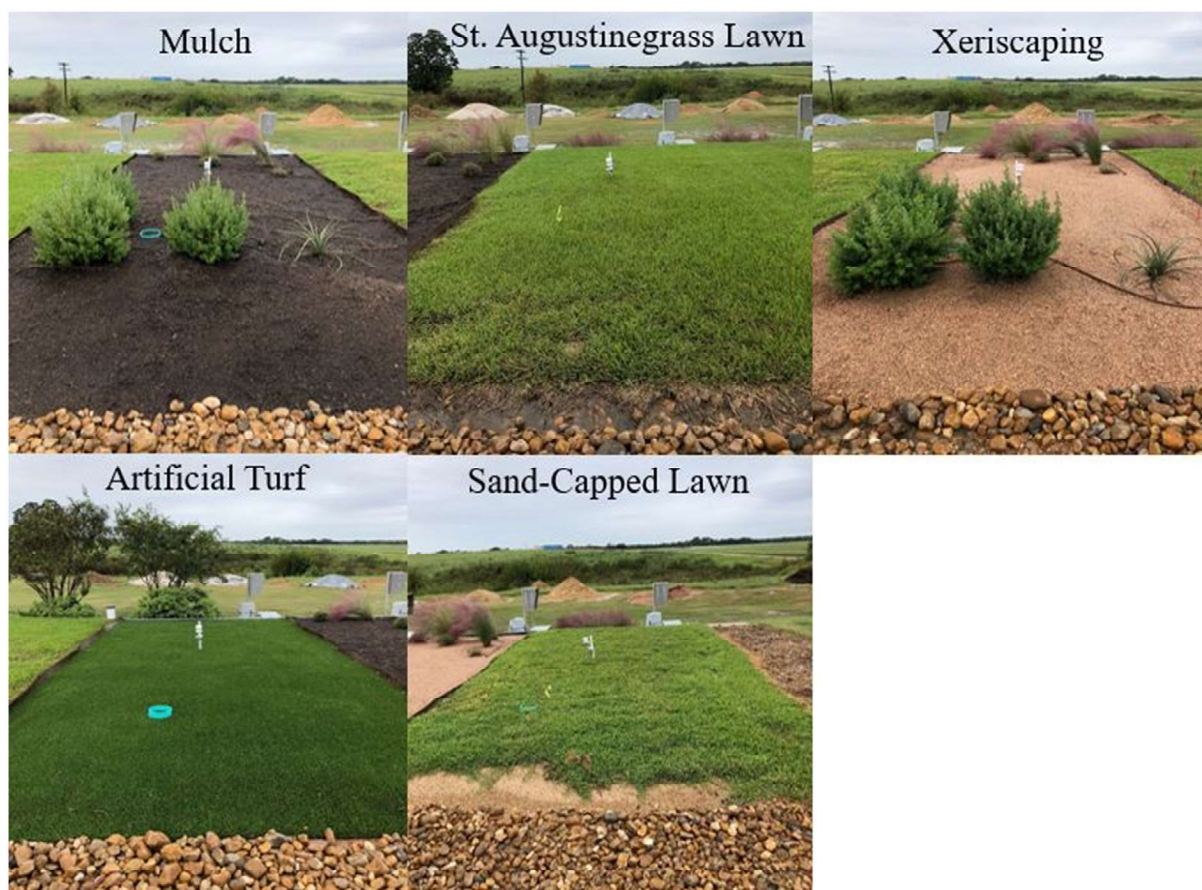 Mulch
St. Augustinegrass Lawn
Xeriscaping
Artificial Turf
Sand-Capped Lawn